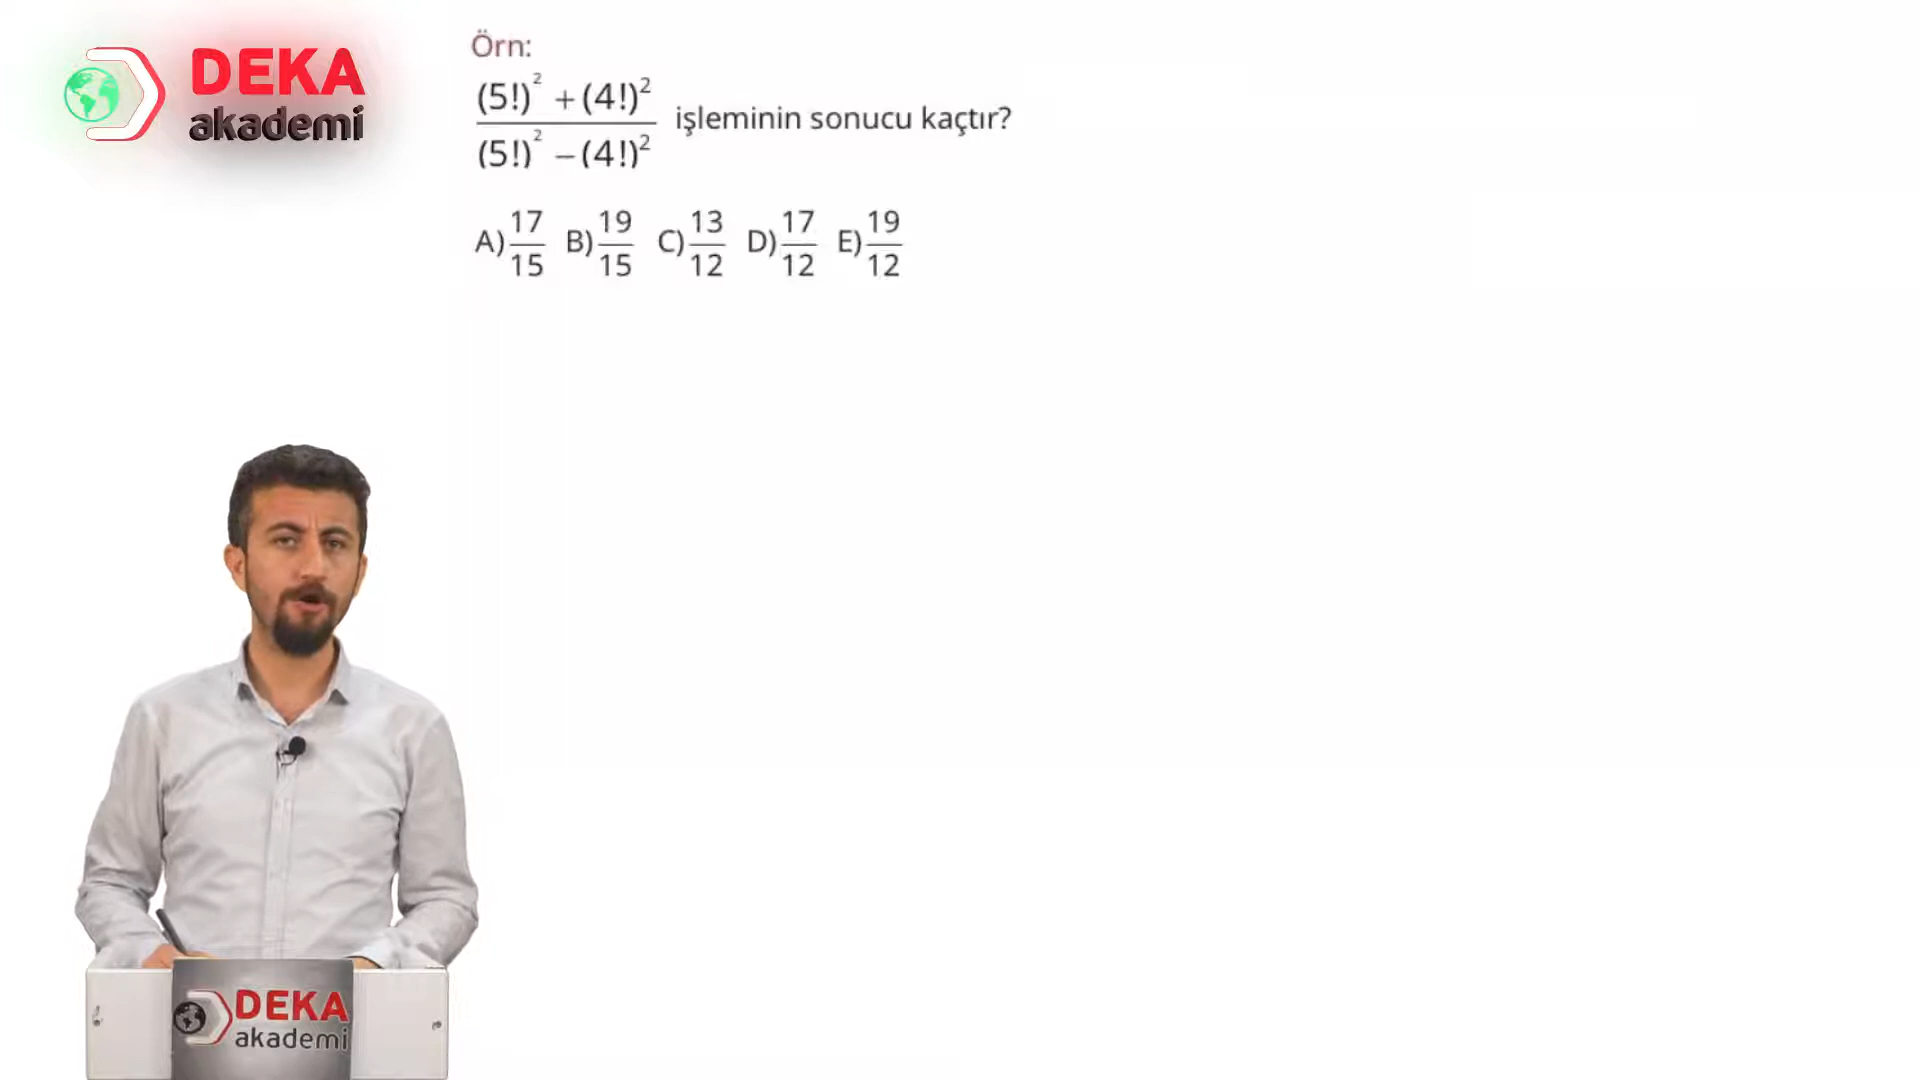 DEKA
akademi
Örn:
(5!)² + (4!)²
(5!)² – (4!)²
işleminin sonucu kaçtır?
A) 17/15 B) 19/15 C) 13/12 D) 17/12 E) 19/12
DEKA
akademi